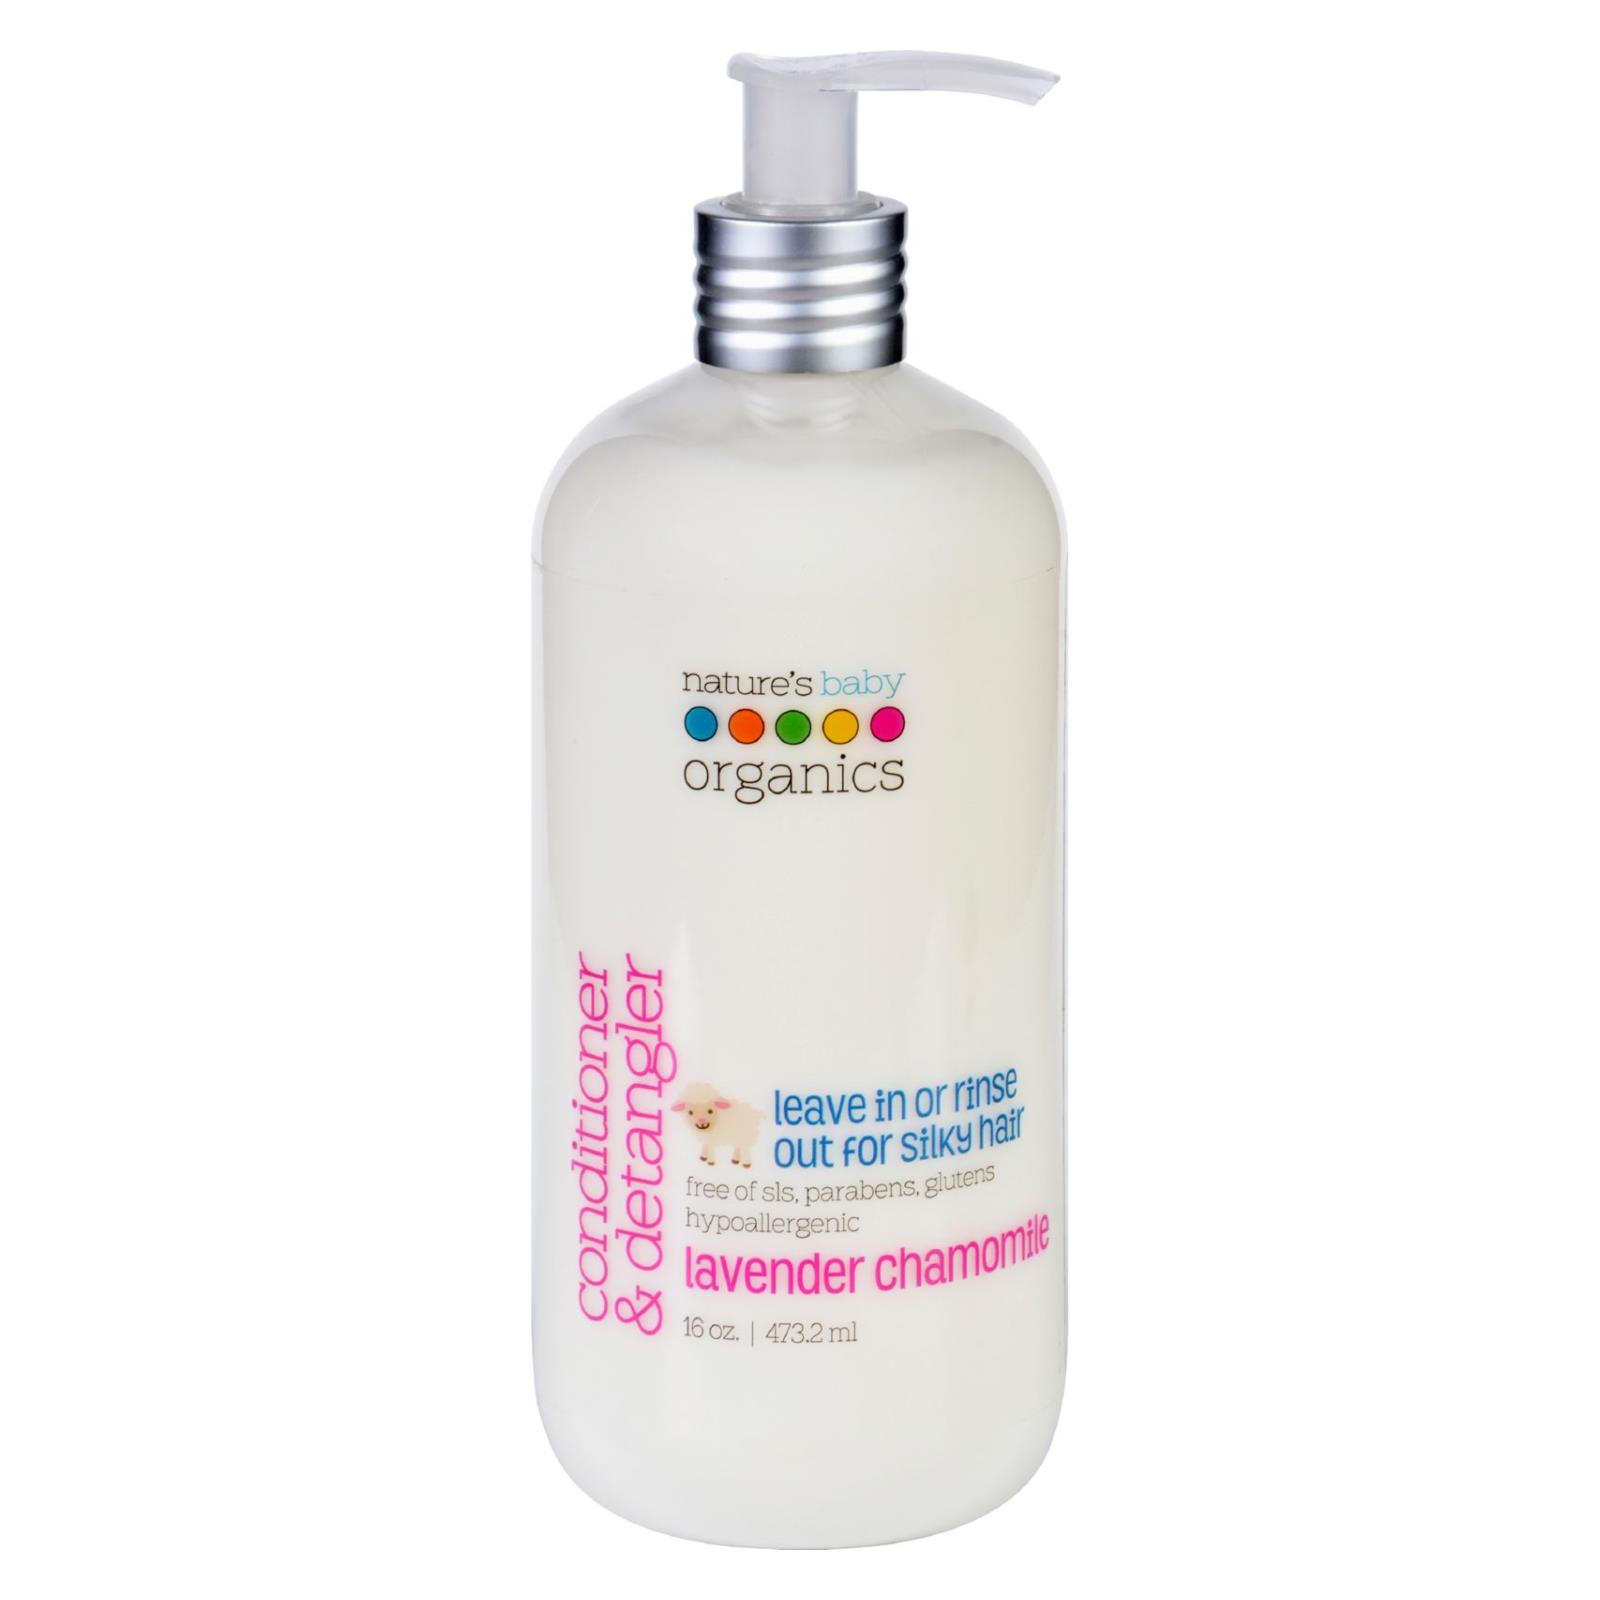 nature's baby
organics
conditioner
& detangler
leave in or rinse
out for silky hair
free of sls, parabens, glutens
hypoallergenic
lavender chamomile
16 oz. | 473.2 ml